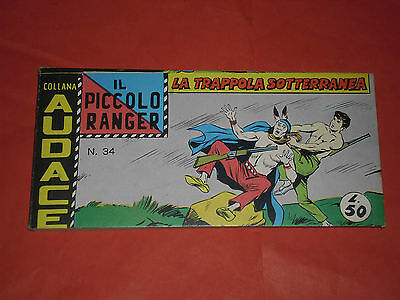 COLLANA
AUDACE
IL
PICCOLO
RANGER
N. 34
LA TRAPPOLA SOTTERRANEA
L.
50